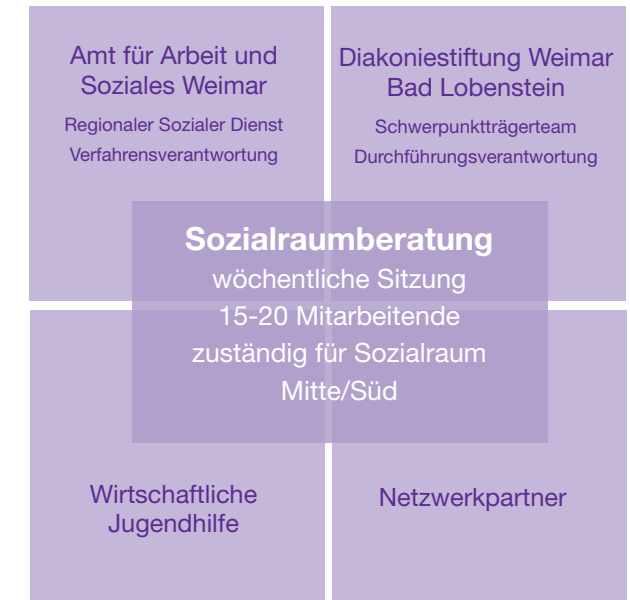 Amt für Arbeit und
Soziales Weimar
Regionaler Sozialer Dienst
Verfahrensverantwortung
Diakoniestiftung Weimar
Bad Lobenstein
Schwerpunktträgerteam
Durchführungsverantwortung
Sozialraumberatung
wöchentliche Sitzung
15-20 Mitarbeitende
zuständig für Sozialraum
Mitte/Süd
Wirtschaftliche
Jugendhilfe
Netzwerkpartner